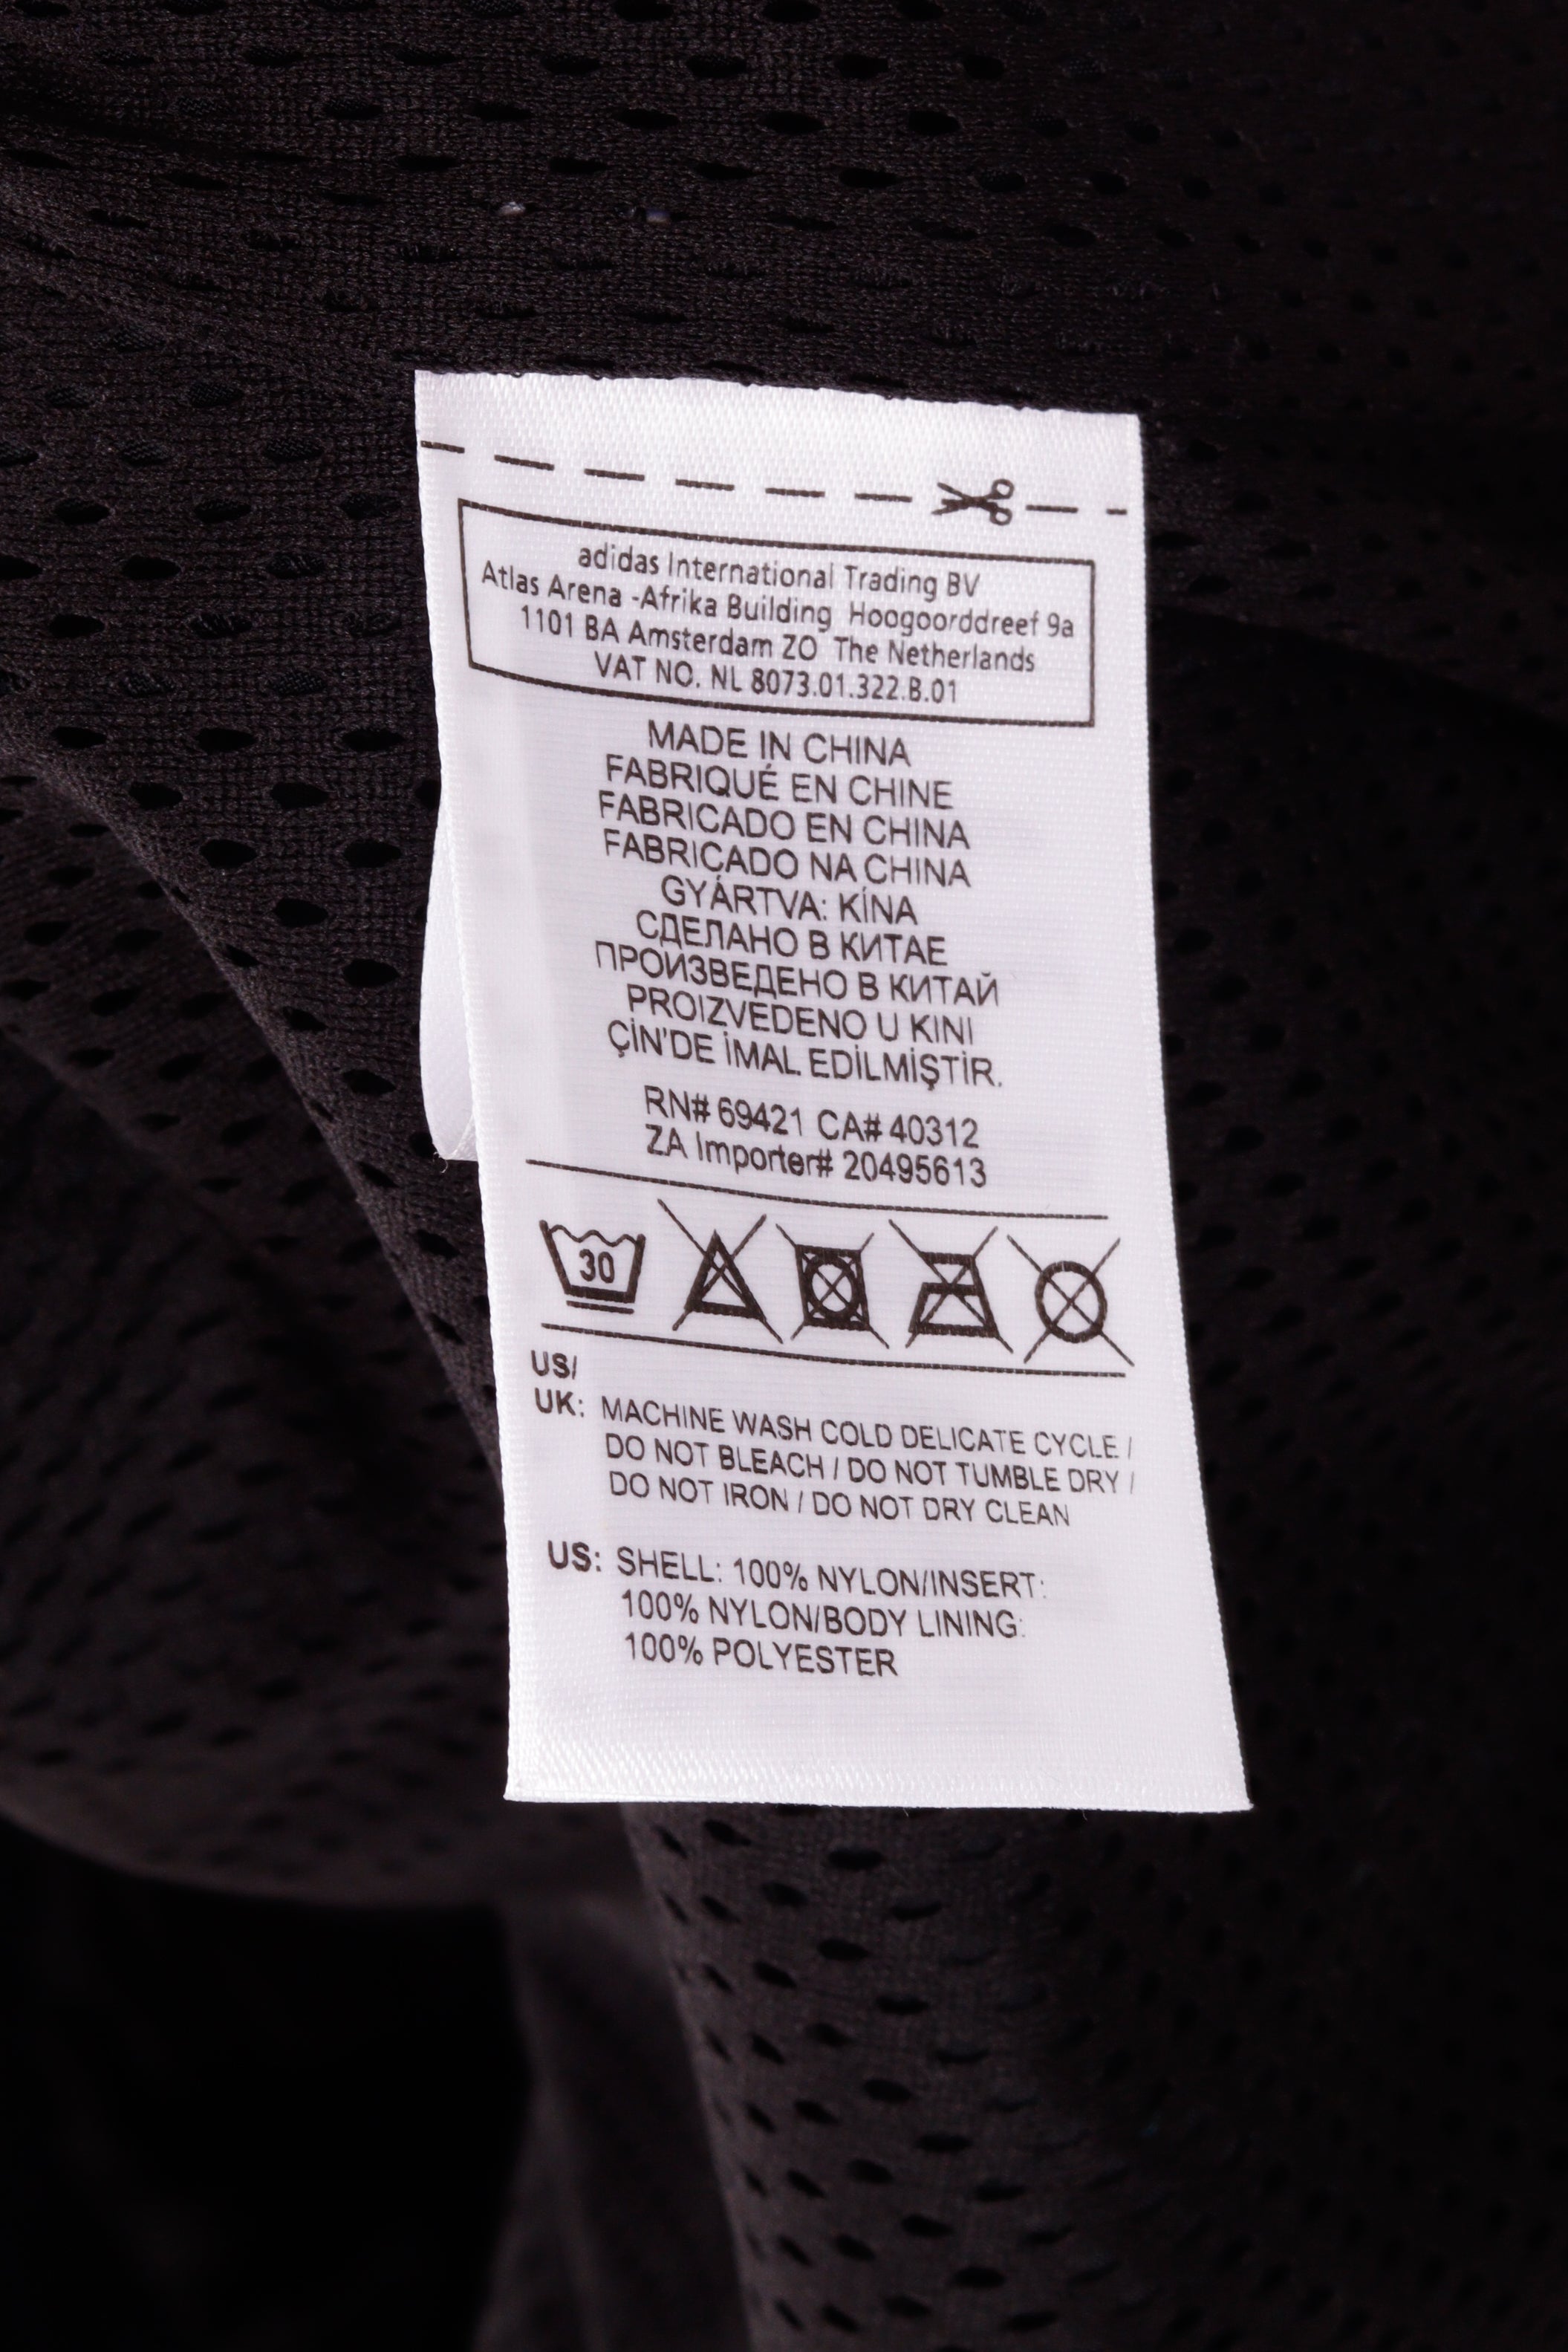 adidas International Trading BV
Atlas Arena -Afrika Building Hoogoorddreef 9a
1101 BA Amsterdam ZO The Netherlands
VAT NO. NL 8073.01.322.B.01
MADE IN CHINA
FABRIQUÉ EN CHINE
FABRICADO EN CHINA
FABRICADO NA CHINA
GYÁRTVA: KÍNA
СДЕЛАНО В КИТАЕ
ПРОИЗВЕДЕНО В КИТАЙ
PROIZVEDENO U KINI
ÇİN'DE İMAL EDİLMİŞTİR.
RN# 69421 CA# 40312
ZA Importer# 20495613
30
US/
UK: MACHINE WASH COLD DELICATE CYCLE /
DO NOT BLEACH / DO NOT TUMBLE DRY /
DO NOT IRON / DO NOT DRY CLEAN
US: SHELL: 100% NYLON/INSERT:
100% NYLON/BODY LINING:
100% POLYESTER